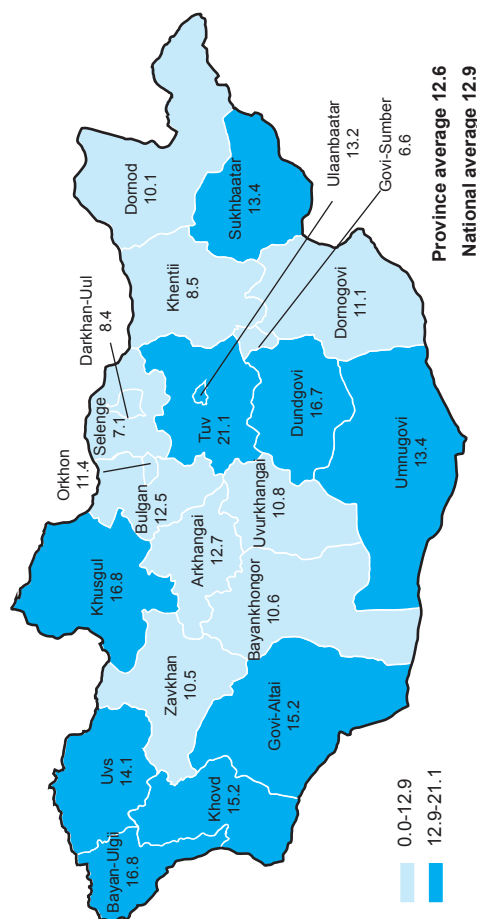 Bayan-Ulgii
16.8
Uvs
14.1
Khovd
15.2
Govi-Altai
15.2
Zavkhan
10.5
Khusgul
16.8
Bayankhongor
10.6
Arkhangai
12.7
Uvurkhangai
10.8
Orkhon
11.4
Bulgan
12.5
Selenge
7.1
Darkhan-Uul
8.4
Tuv
21.1
Dundgovi
16.7
Umnugovi
13.4
Khentii
8.5
Dornod
10.1
Sukhbaatar
13.4
Dornogovi
11.1
Ulaanbaatar
13.2
Govi-Sumber
6.6
0.0-12.9
12.9-21.1
Province average 12.6
National average 12.9